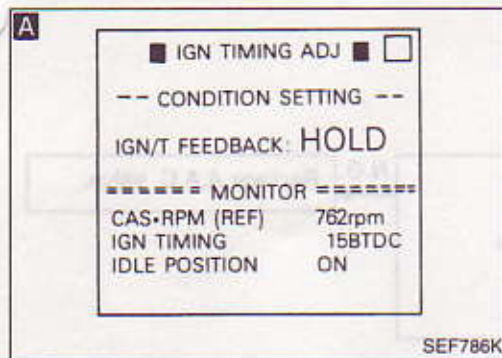 A
■ IGN TIMING ADJ ■ □
-- CONDITION SETTING --
IGN/T FEEDBACK: HOLD
====== MONITOR ======
CAS•RPM (REF) 762rpm
IGN TIMING 15BTDC
IDLE POSITION ON
SEF786K